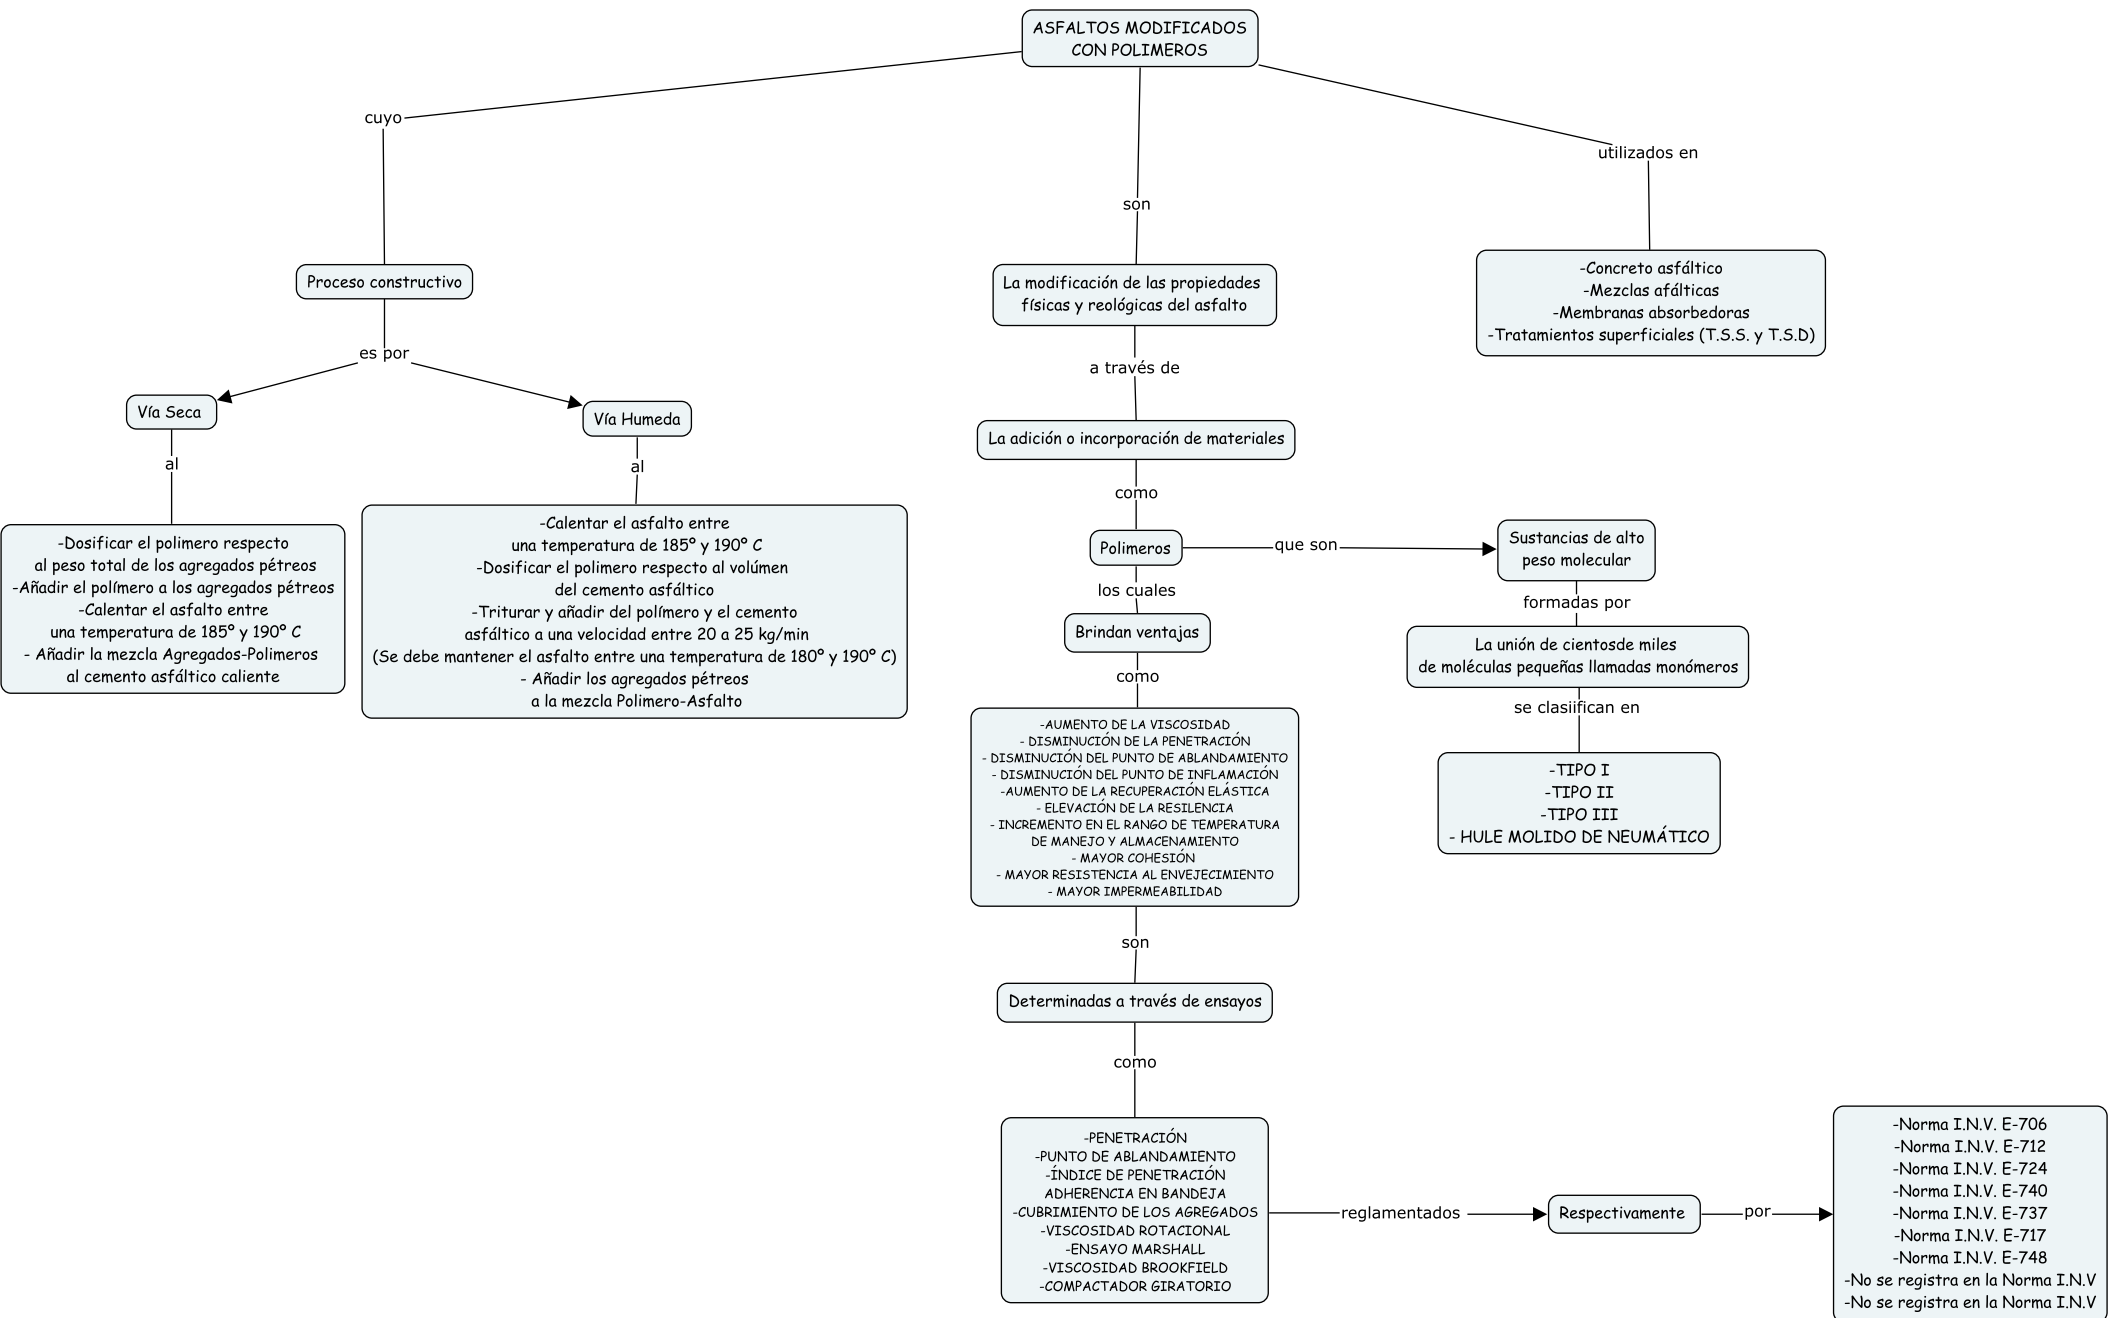 ASFALTOS MODIFICADOS
CON POLIMEROS
cuyo
son
utilizados en
Proceso constructivo
La modificación de las propiedades
físicas y reológicas del asfalto
-Concreto asfáltico
-Mezclas afálticas
-Membranas absorbedoras
-Tratamientos superficiales (T.S.S. y T.S.D)
es por
a través de
Vía Seca
Vía Humeda
La adición o incorporación de materiales
al
al
como
-Dosificar el polimero respecto
al peso total de los agregados pétreos
-Añadir el polímero a los agregados pétreos
-Calentar el asfalto entre
una temperatura de 185º y 190º C
- Añadir la mezcla Agregados-Polimeros
al cemento asfáltico caliente
-Calentar el asfalto entre
una temperatura de 185º y 190º C
-Dosificar el polimero respecto al volúmen
del cemento asfáltico
-Triturar y añadir del polímero y el cemento
asfáltico a una velocidad entre 20 a 25 kg/min
(Se debe mantener el asfalto entre una temperatura de 180º y 190º C)
- Añadir los agregados pétreos
a la mezcla Polimero-Asfalto
Polimeros
que son
Sustancias de alto
peso molecular
los cuales
formadas por
Brindan ventajas
La unión de cientosde miles
de moléculas pequeñas llamadas monómeros
como
se clasiifican en
-AUMENTO DE LA VISCOSIDAD
- DISMINUCIÓN DE LA PENETRACIÓN
- DISMINUCIÓN DEL PUNTO DE ABLANDAMIENTO
- DISMINUCIÓN DEL PUNTO DE INFLAMACIÓN
-AUMENTO DE LA RECUPERACIÓN ELÁSTICA
- ELEVACIÓN DE LA RESILENCIA
- INCREMENTO EN EL RANGO DE TEMPERATURA
DE MANEJO Y ALMACENAMIENTO
- MAYOR COHESIÓN
- MAYOR RESISTENCIA AL ENVEJECIMIENTO
- MAYOR IMPERMEABILIDAD
-TIPO I
-TIPO II
-TIPO III
- HULE MOLIDO DE NEUMÁTICO
son
Determinadas a través de ensayos
como
-PENETRACIÓN
-PUNTO DE ABLANDAMIENTO
-ÍNDICE DE PENETRACIÓN
ADHERENCIA EN BANDEJA
-CUBRIMIENTO DE LOS AGREGADOS
-VISCOSIDAD ROTACIONAL
-ENSAYO MARSHALL
-VISCOSIDAD BROOKFIELD
-COMPACTADOR GIRATORIO
reglamentados
Respectivamente
por
-Norma I.N.V. E-706
-Norma I.N.V. E-712
-Norma I.N.V. E-724
-Norma I.N.V. E-740
-Norma I.N.V. E-737
-Norma I.N.V. E-717
-Norma I.N.V. E-748
-No se registra en la Norma I.N.V
-No se registra en la Norma I.N.V